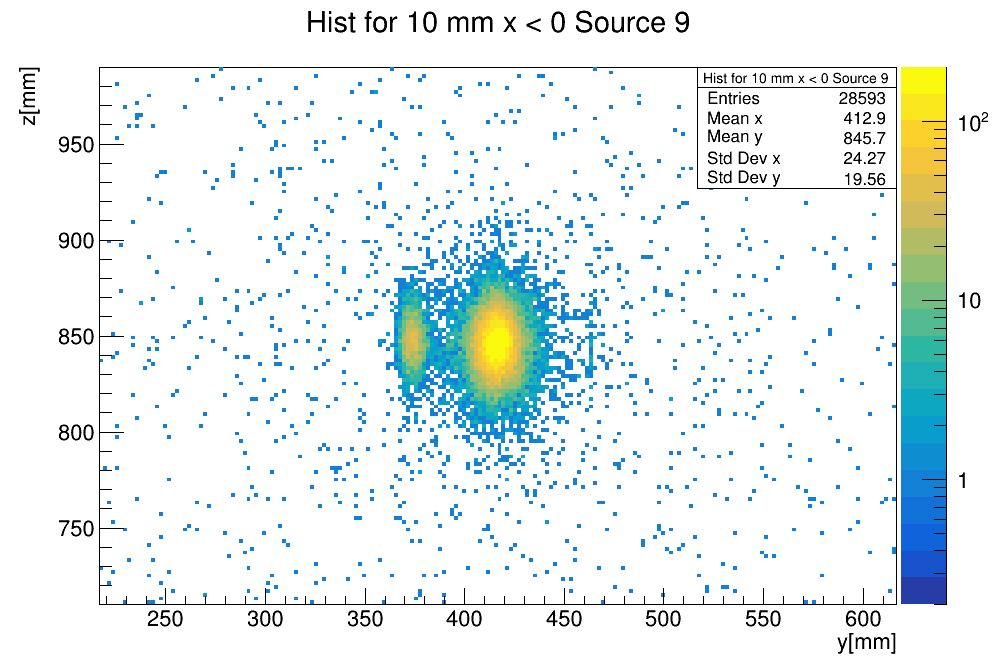 Hist for 10 mm x < 0 Source 9
z[mm]
Hist for 10 mm x < 0 Source 9
Entries 28593
Mean x 412.9
Mean y 845.7
Std Dev x 24.27
Std Dev y 19.56
950
900
850
800
750
10²
10
1
250 300 350 400 450 500 550 600
y[mm]